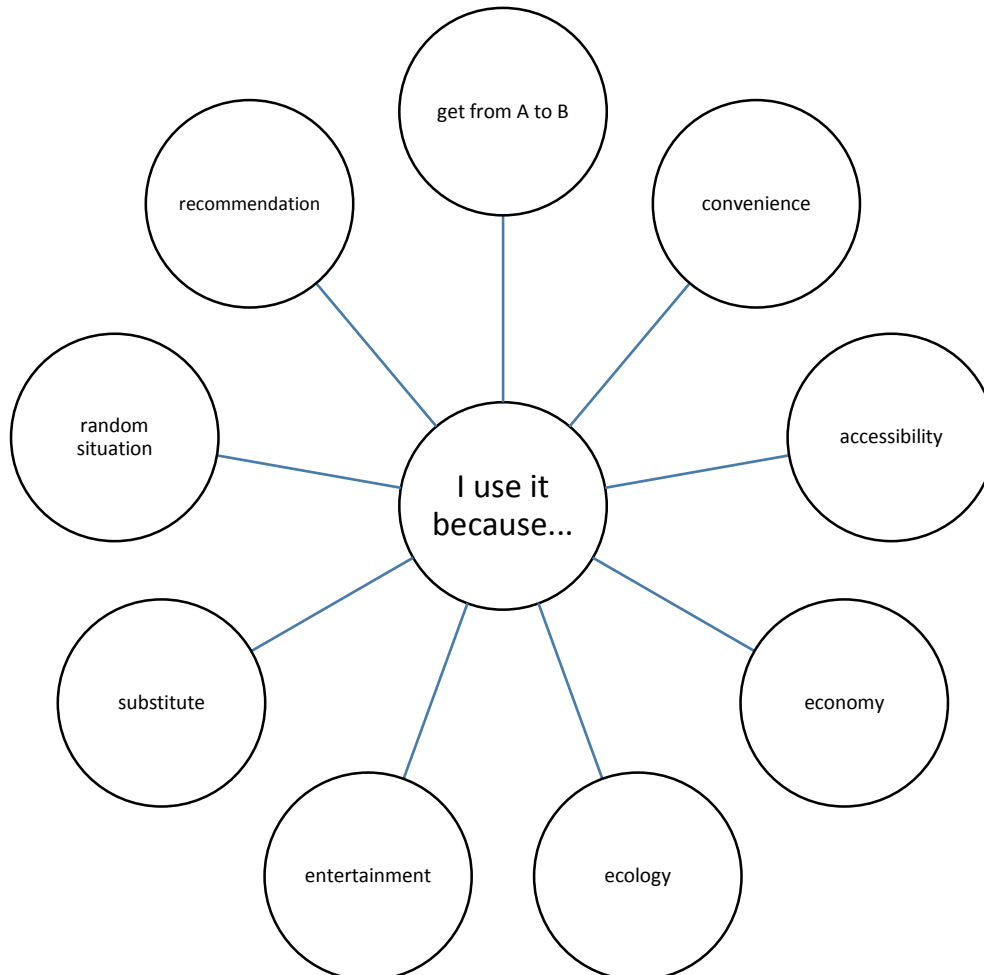 get from A to B
recommendation
convenience
random
situation
accessibility
I use it
because...
substitute
economy
entertainment
ecology